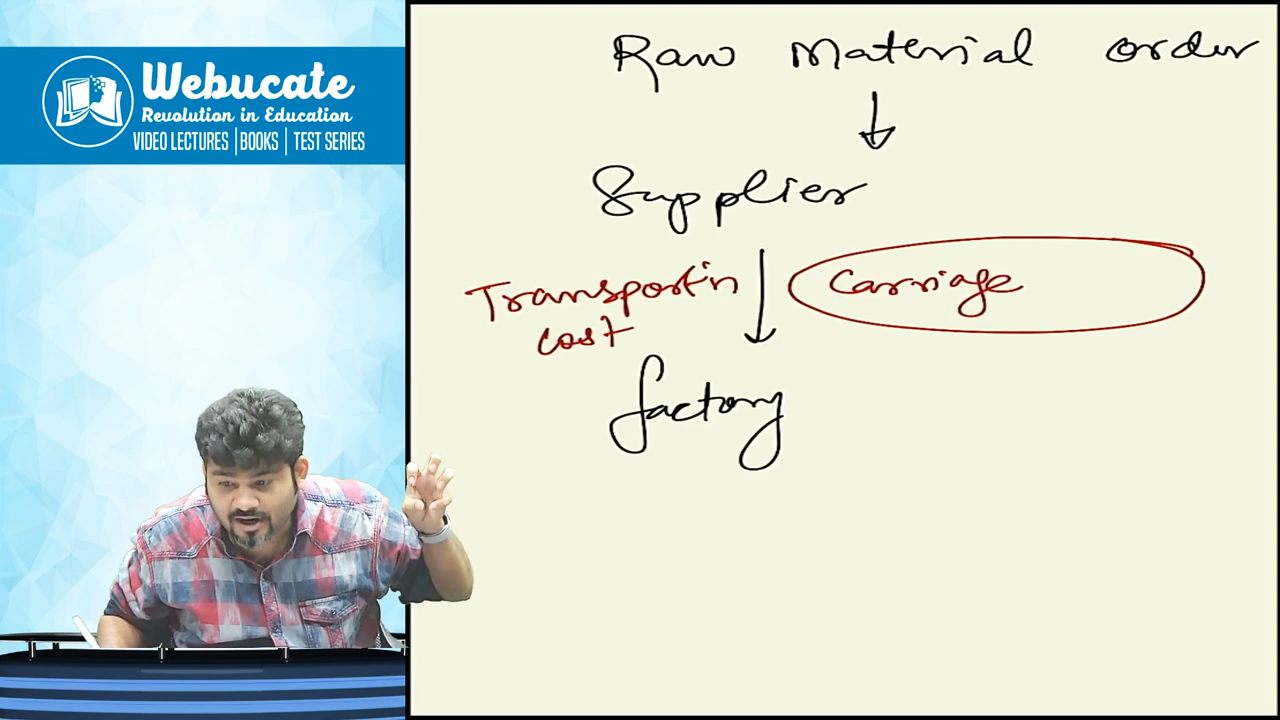 Webucate
Revolution in Education
VIDEO LECTURES | BOOKS | TEST SERIES
Raw Material order
Supplier
Transportin cost
Carriage
factory